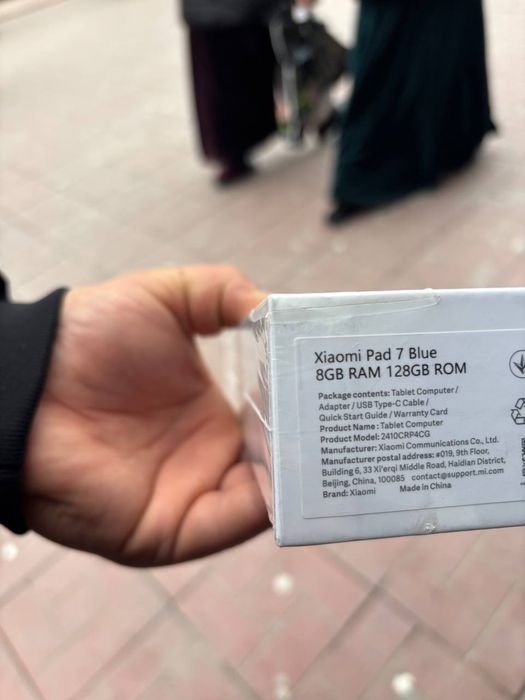 Xiaomi Pad 7 Blue
8GB RAM 128GB ROM
Package contents: Tablet Computer /
Adapter / USB Type-C Cable /
Quick Start Guide / Warranty Card
Product Name : Tablet Computer
Product Model: 2410CRP4CG
Manufacturer: Xiaomi Communications Co., Ltd.
Manufacturer postal address: #019, 9th Floor,
Building 6, 33 Xi'erqi Middle Road, Haidian District,
Beijing, China, 100085 contact@support.mi.com
Brand: Xiaomi Made in China